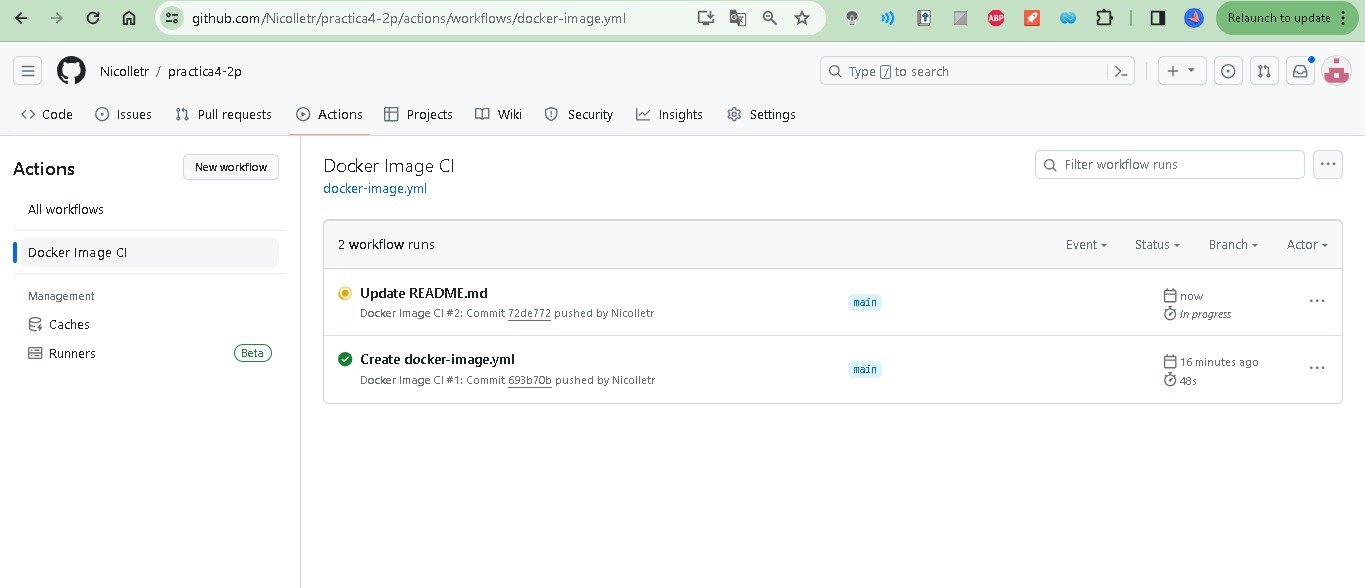 github.com/Nicolletr/practica4-2p/actions/workflows/docker-image.yml
ABP
Relaunch to update
Nicolletr / practica4-2p
Type / to search
Code
Issues
Pull requests
Actions
Projects
Wiki
Security
Insights
Settings
Actions
New workflow
All workflows
Docker Image CI
Management
Caches
Runners
Beta
Docker Image CI
docker-image.yml
Filter workflow runs
2 workflow runs
Event
Status
Branch
Actor
Update README.md
Docker Image CI #2: Commit 72de772 pushed by Nicolletr
main
now
In progress
Create docker-image.yml
Docker Image CI #1: Commit 693b70b pushed by Nicolletr
main
16 minutes ago
48s